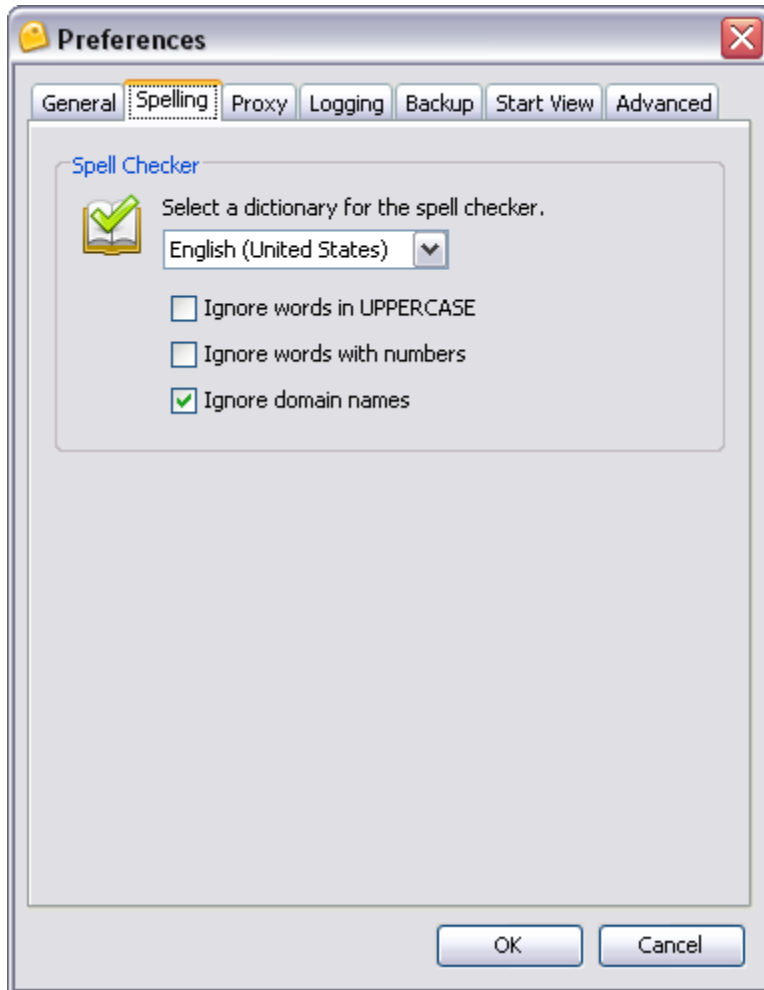 Preferences
General Spelling Proxy Logging Backup Start View Advanced
Spell Checker
Select a dictionary for the spell checker.
English (United States)
Ignore words in UPPERCASE
Ignore words with numbers
Ignore domain names
OK Cancel